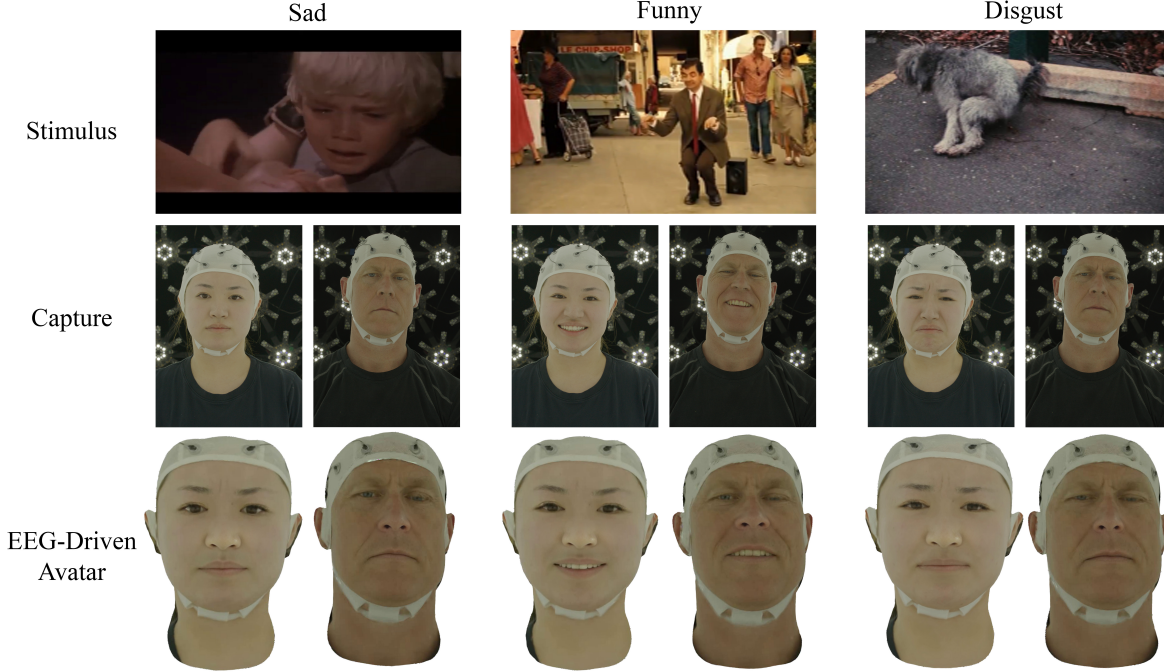 Sad
Funny
Disgust
Stimulus
LE CHIP-SHOP
Capture
EEG-Driven
Avatar